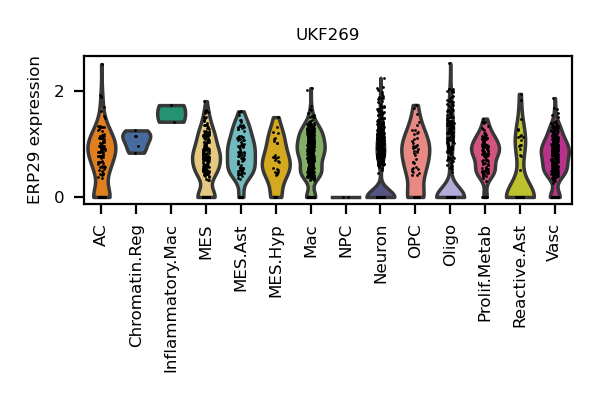 UKF269
ERP29 expression
2
0
AC
Chromatin.Reg
Inflammatory.Mac
MES
MES.Ast
MES.Hyp
Mac
NPC
Neuron
OPC
Oligo
Prolif.Metab
Reactive.Ast
Vasc